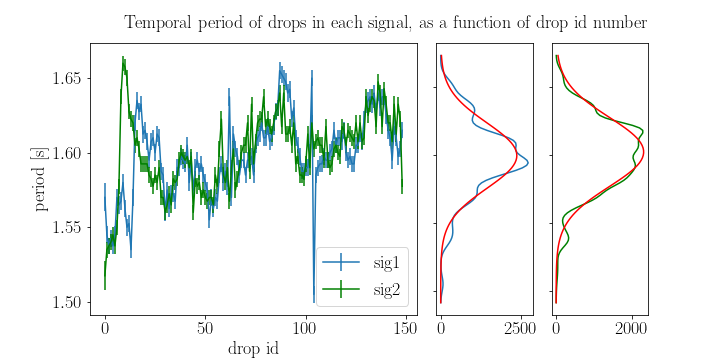 Temporal period of drops in each signal, as a function of drop id number
period [s]
1.65
1.60
1.55
1.50
sig1
sig2
0 50 100 150
0 2500
0 2000
drop id